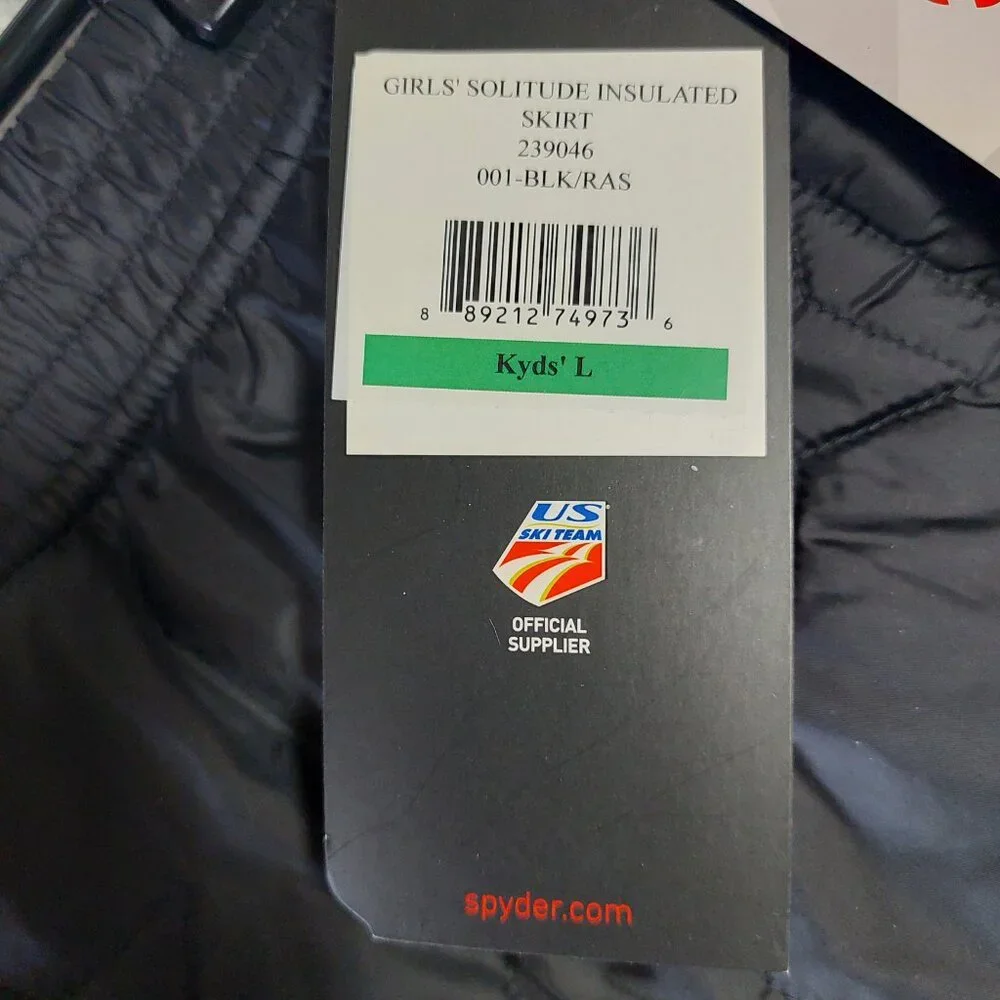 GIRLS' SOLITUDE INSULATED
SKIRT
239046
001-BLK/RAS
8 89212 74973 6
Kyds' L
US
SKI TEAM
OFFICIAL
SUPPLIER
spyder.com